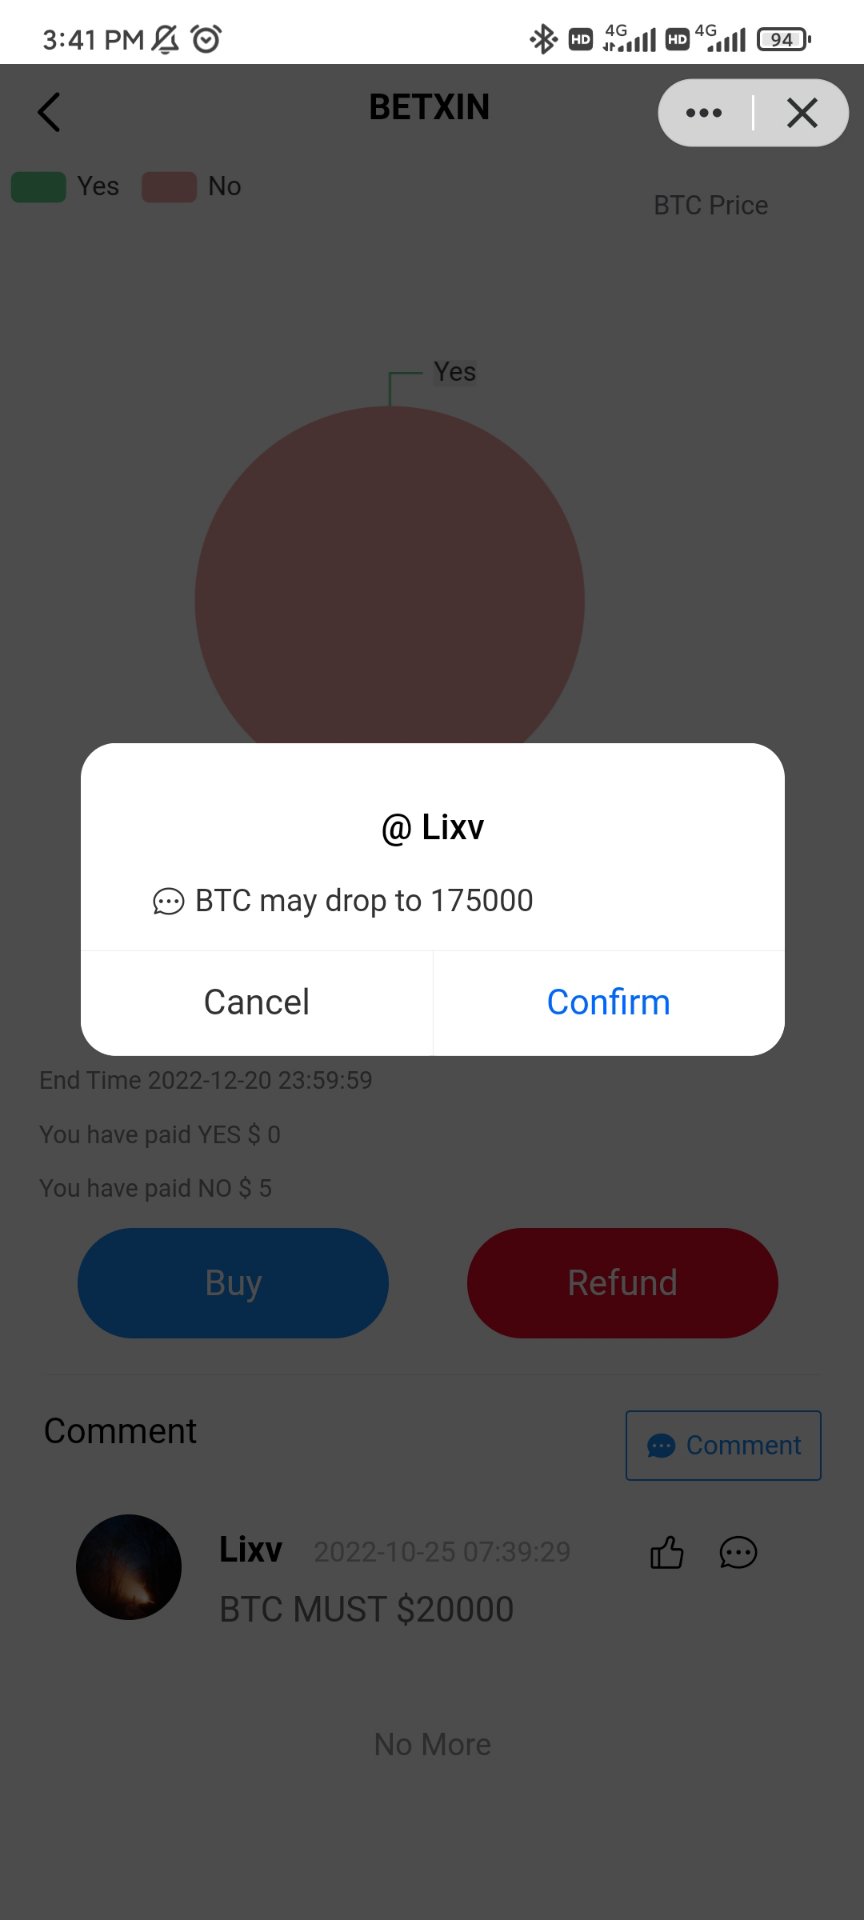 3:41 PM HD 4G HD 4G 94
BETXIN
Yes No
BTC Price
Yes
@ Lixv
BTC may drop to 175000
Cancel Confirm
End Time 2022-12-20 23:59:59
You have paid YES $ 0
You have paid NO $ 5
Buy Refund
Comment
Comment
Lixv 2022-10-25 07:39:29
BTC MUST $20000
No More